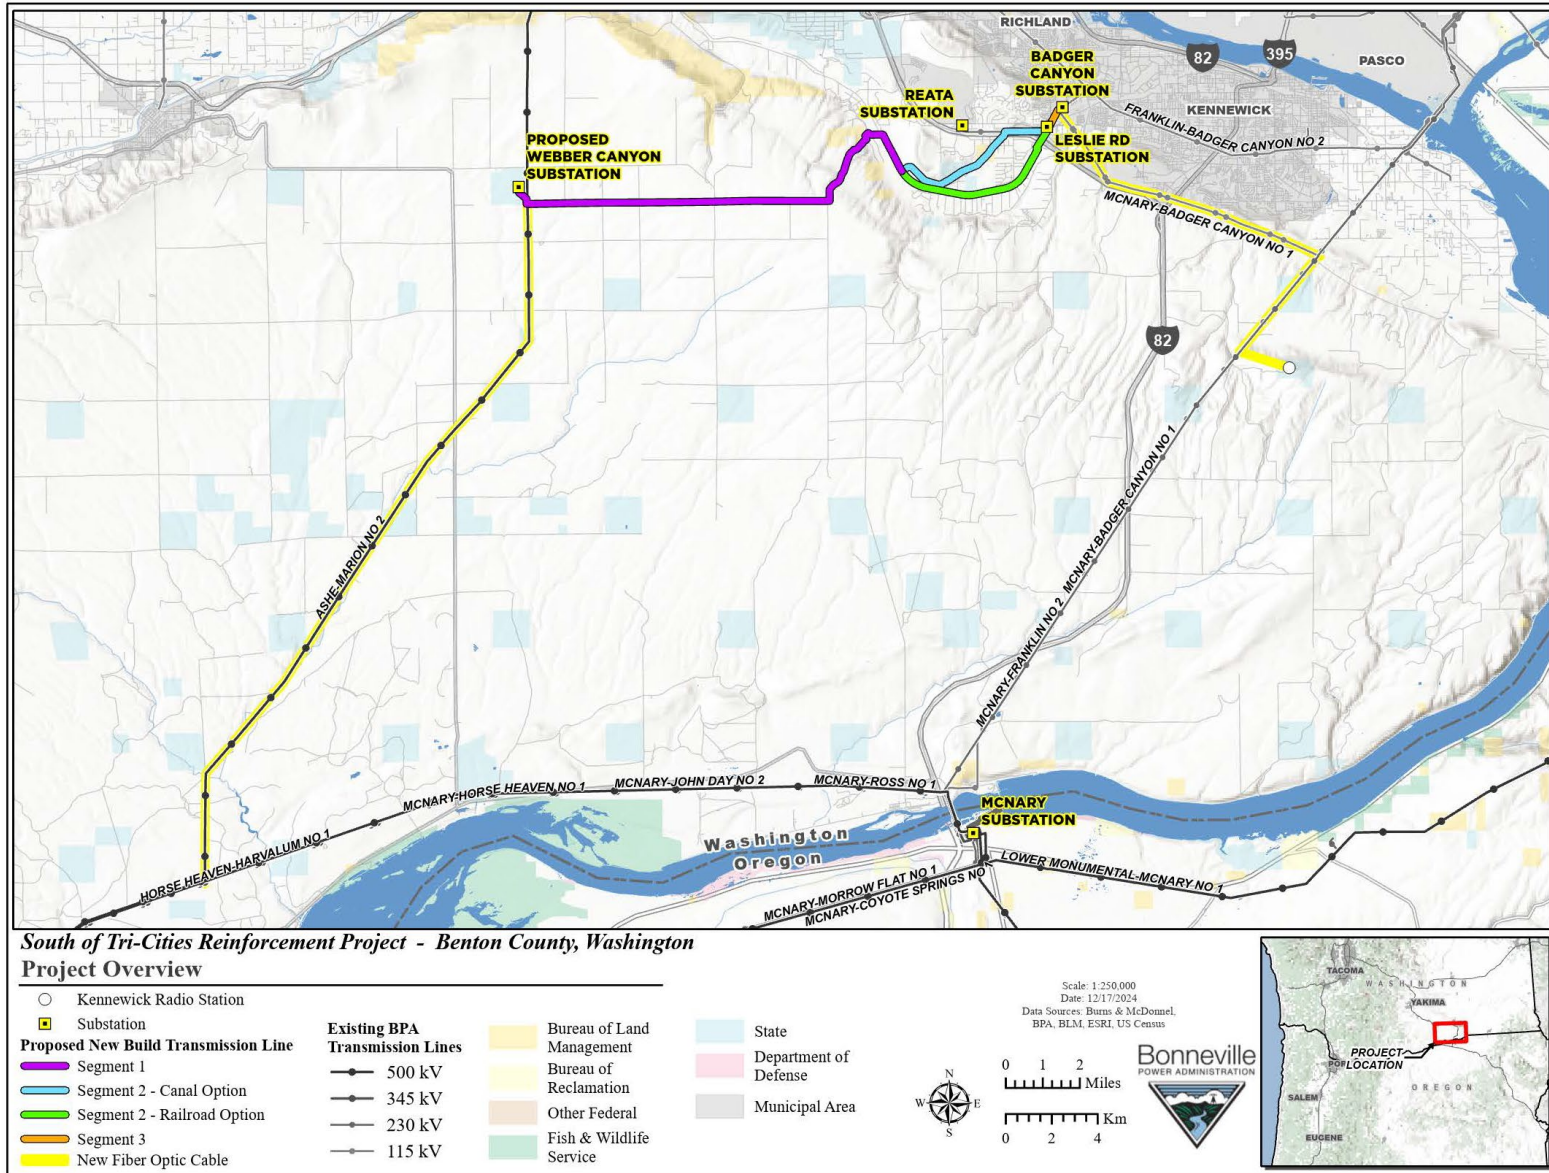 RICHLAND
82
395
PASCO
BADGER
CANYON
SUBSTATION
REATA
SUBSTATION
KENNEWICK
FRANKLIN-BADGER CANYON NO 2
PROPOSED
WEBBER CANYON
SUBSTATION
LESLIE RD
SUBSTATION
MCNARY-BADGER CANYON NO 1
82
ASHE-MARION NO 2
MCNARY-FRANKLIN NO 2
MCNARY-BADGER CANYON NO 1
MCNARY-HORSE HEAVEN NO 1
MCNARY-JOHN DAY NO 2
MCNARY-ROSS NO 1
MCNARY
SUBSTATION
Washington
Oregon
HORSE HEAVEN-HARVALUM NO 1
LOWER MONUMENTAL-MCNARY NO 1
MCNARY-MORROW FLAT NO 1
MCNARY-COYOTE SPRINGS NO
South of Tri-Cities Reinforcement Project - Benton County, Washington
Project Overview
Kennewick Radio Station
Substation
Proposed New Build Transmission Line
Segment 1
Segment 2 - Canal Option
Segment 2 - Railroad Option
Segment 3
New Fiber Optic Cable
Existing BPA
Transmission Lines
500 kV
345 kV
230 kV
115 kV
Bureau of Land
Management
Bureau of
Reclamation
Other Federal
Fish & Wildlife
Service
State
Department of
Defense
Municipal Area
Scale: 1:250,000
Date: 12/17/2024
Data Sources: Burns & McDonnel,
BPA, BLM, ESRI, US Census
N
W E
S
0 1 2
Miles
Km
0 2 4
Bonneville
POWER ADMINISTRATION
TACOMA
WASHINGTON
YAKIMA
PROJECT
LOCATION
SALEM
OREGON
EUGENE